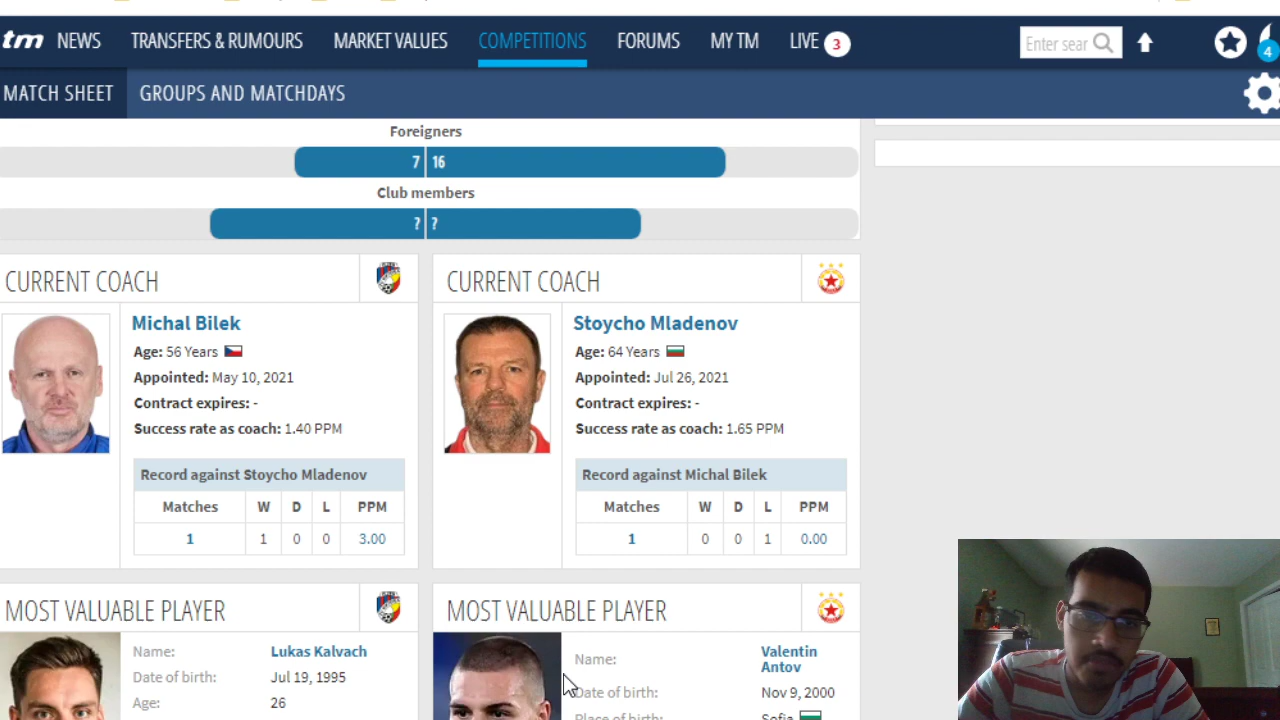 tm NEWS TRANSFERS & RUMOURS MARKET VALUES COMPETITIONS FORUMS MY TM LIVE 3 Enter sear 4
MATCH SHEET GROUPS AND MATCHDAYS
Foreigners
7 16
Club members
? ?
CURRENT COACH
Michal Bilek
Age: 56 Years
Appointed: May 10, 2021
Contract expires: -
Success rate as coach: 1.40 PPM
Record against Stoycho Mladenov
Matches W D L PPM
1 1 0 0 3.00
CURRENT COACH
Stoycho Mladenov
Age: 64 Years
Appointed: Jul 26, 2021
Contract expires: -
Success rate as coach: 1.65 PPM
Record against Michal Bilek
Matches W D L PPM
1 0 0 1 0.00
MOST VALUABLE PLAYER
Name: Lukas Kalvach
Date of birth: Jul 19, 1995
Age: 26
MOST VALUABLE PLAYER
Name: Valentin
Antov
Date of birth: Nov 9, 2000
Place of birth: Sofia